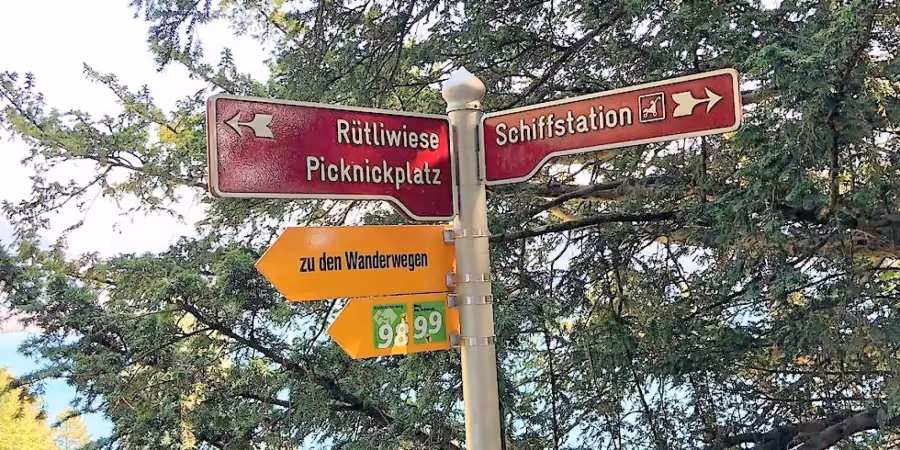 Rütliwiese
Picknickplatz
Schiffstation
zu den Wanderwegen
98 99